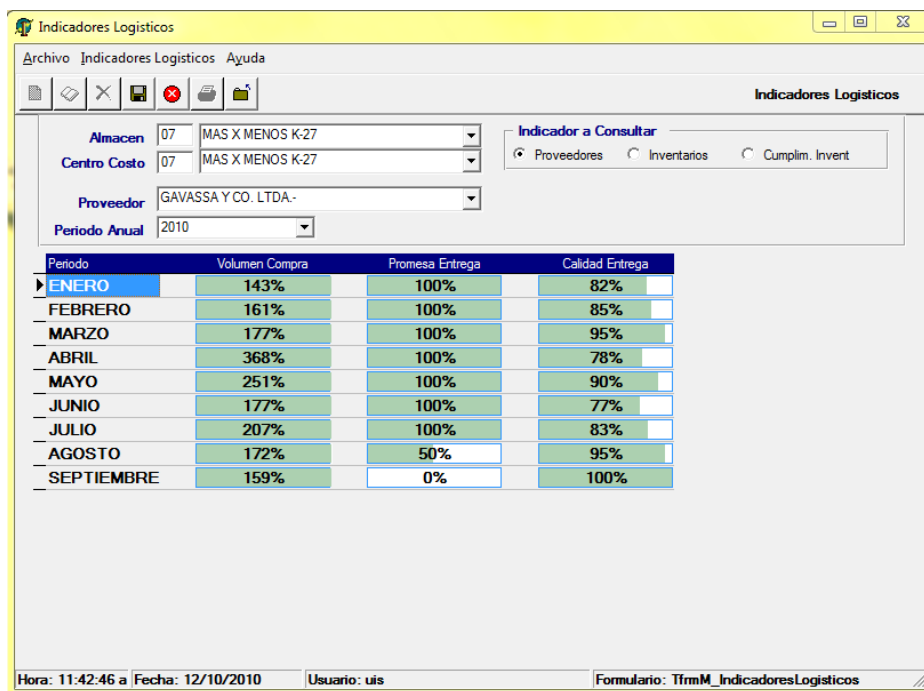 Indicadores Logisticos
Archivo Indicadores Logisticos Ayuda
Indicadores Logisticos
Almacen 07 MAS X MENOS K-27
Centro Costo 07 MAS X MENOS K-27
Indicador a Consultar
Proveedores Inventarios Cumplim. Invent
Proveedor GAVASSA Y CO. LTDA.-
Periodo Anual 2010
Periodo Volumen Compra Promesa Entrega Calidad Entrega
ENERO 143% 100% 82%
FEBRERO 161% 100% 85%
MARZO 177% 100% 95%
ABRIL 368% 100% 78%
MAYO 251% 100% 90%
JUNIO 177% 100% 77%
JULIO 207% 100% 83%
AGOSTO 172% 50% 95%
SEPTIEMBRE 159% 0% 100%
Hora: 11:42:46 a Fecha: 12/10/2010 Usuario: uis Formulario: TfrmM_IndicadoresLogisticos